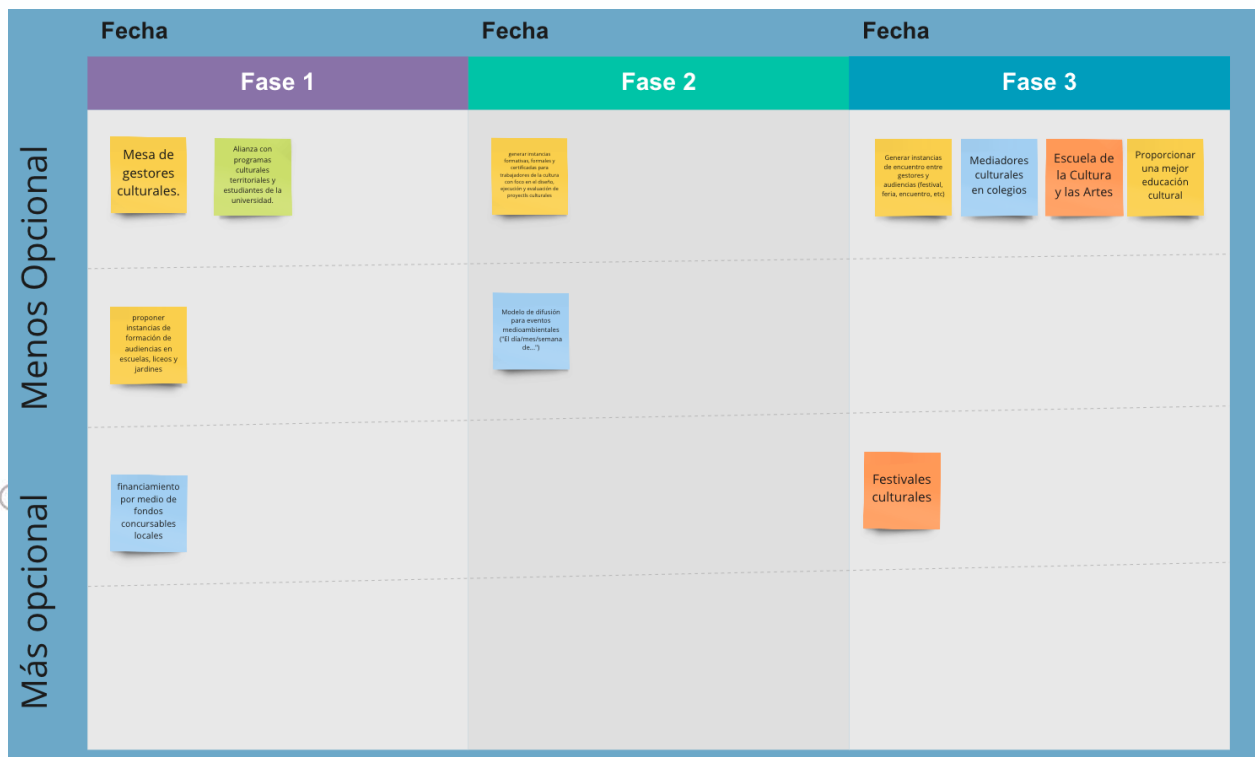 Fecha
Fecha
Fecha
Fase 1
Fase 2
Fase 3
Menos Opcional
Más opcional
Mesa de
gestores
culturales.
Alianza con
programas
culturales
territoriales y
estudiantes de la
universidad.
generar instancias
formativas, formales y
certificadas para
trabajadores de la cultura
con foco en el diseño,
ejecución y evaluación de
proyecto culturales
Generar instancias
de encuentro entre
gestores y
audiencias (festival,
feria, encuentro, etc)
Mediadores
culturales
en colegios
Escuela de
la Cultura
y las Artes
Proporcionar
una mejor
educación
cultural
proponer
instancias de
formación de
audiencias en
escuelas, liceos y
jardines
Modelo de difusión
para eventos
medioambientales
("El día/mes/semana
de...")
financiamiento
por medio de
fondos
concursables
locales
Festivales
culturales